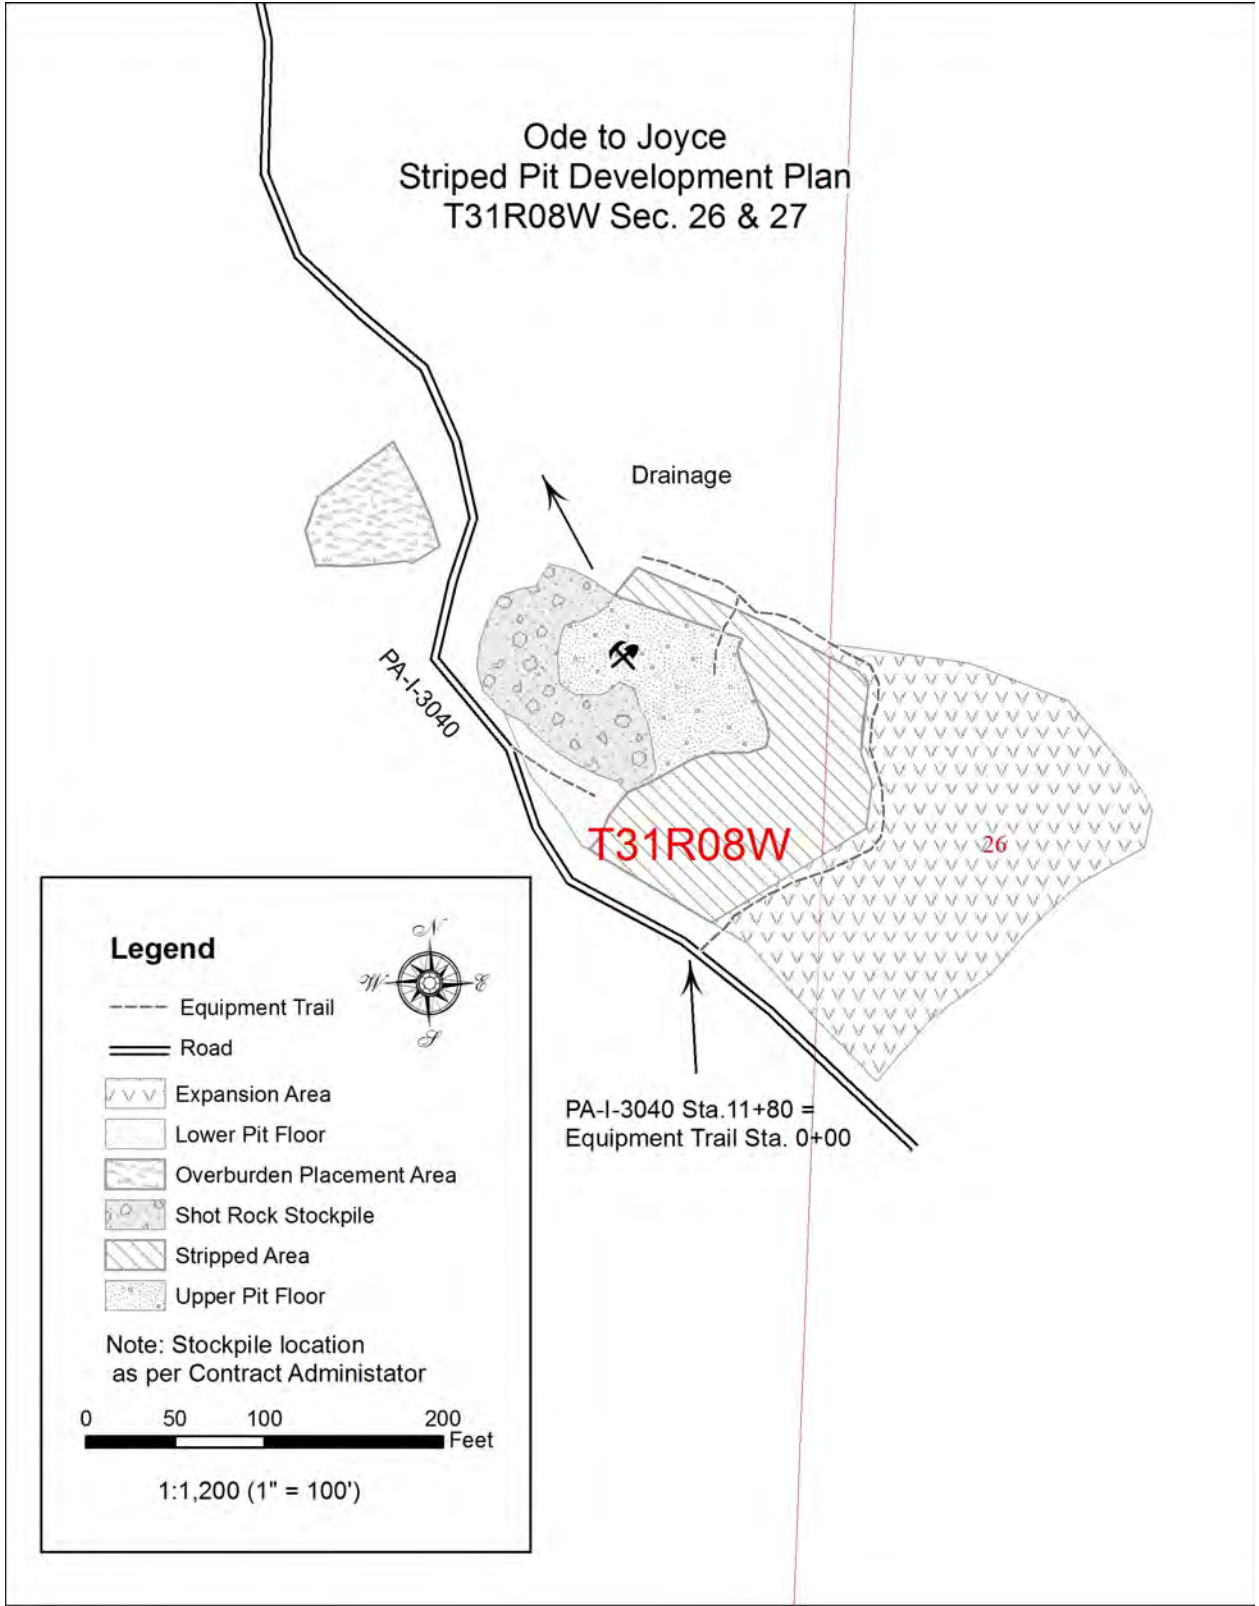 Ode to Joyce
Striped Pit Development Plan
T31R08W Sec. 26 & 27
Drainage
PA-I-3040
T31R08W
26
PA-I-3040 Sta.11+80 =
Equipment Trail Sta. 0+00
Legend
N
W E
S
Equipment Trail
Road
Expansion Area
Lower Pit Floor
Overburden Placement Area
Shot Rock Stockpile
Stripped Area
Upper Pit Floor
Note: Stockpile location
as per Contract Administator
0 50 100 200
Feet
1:1,200 (1" = 100')